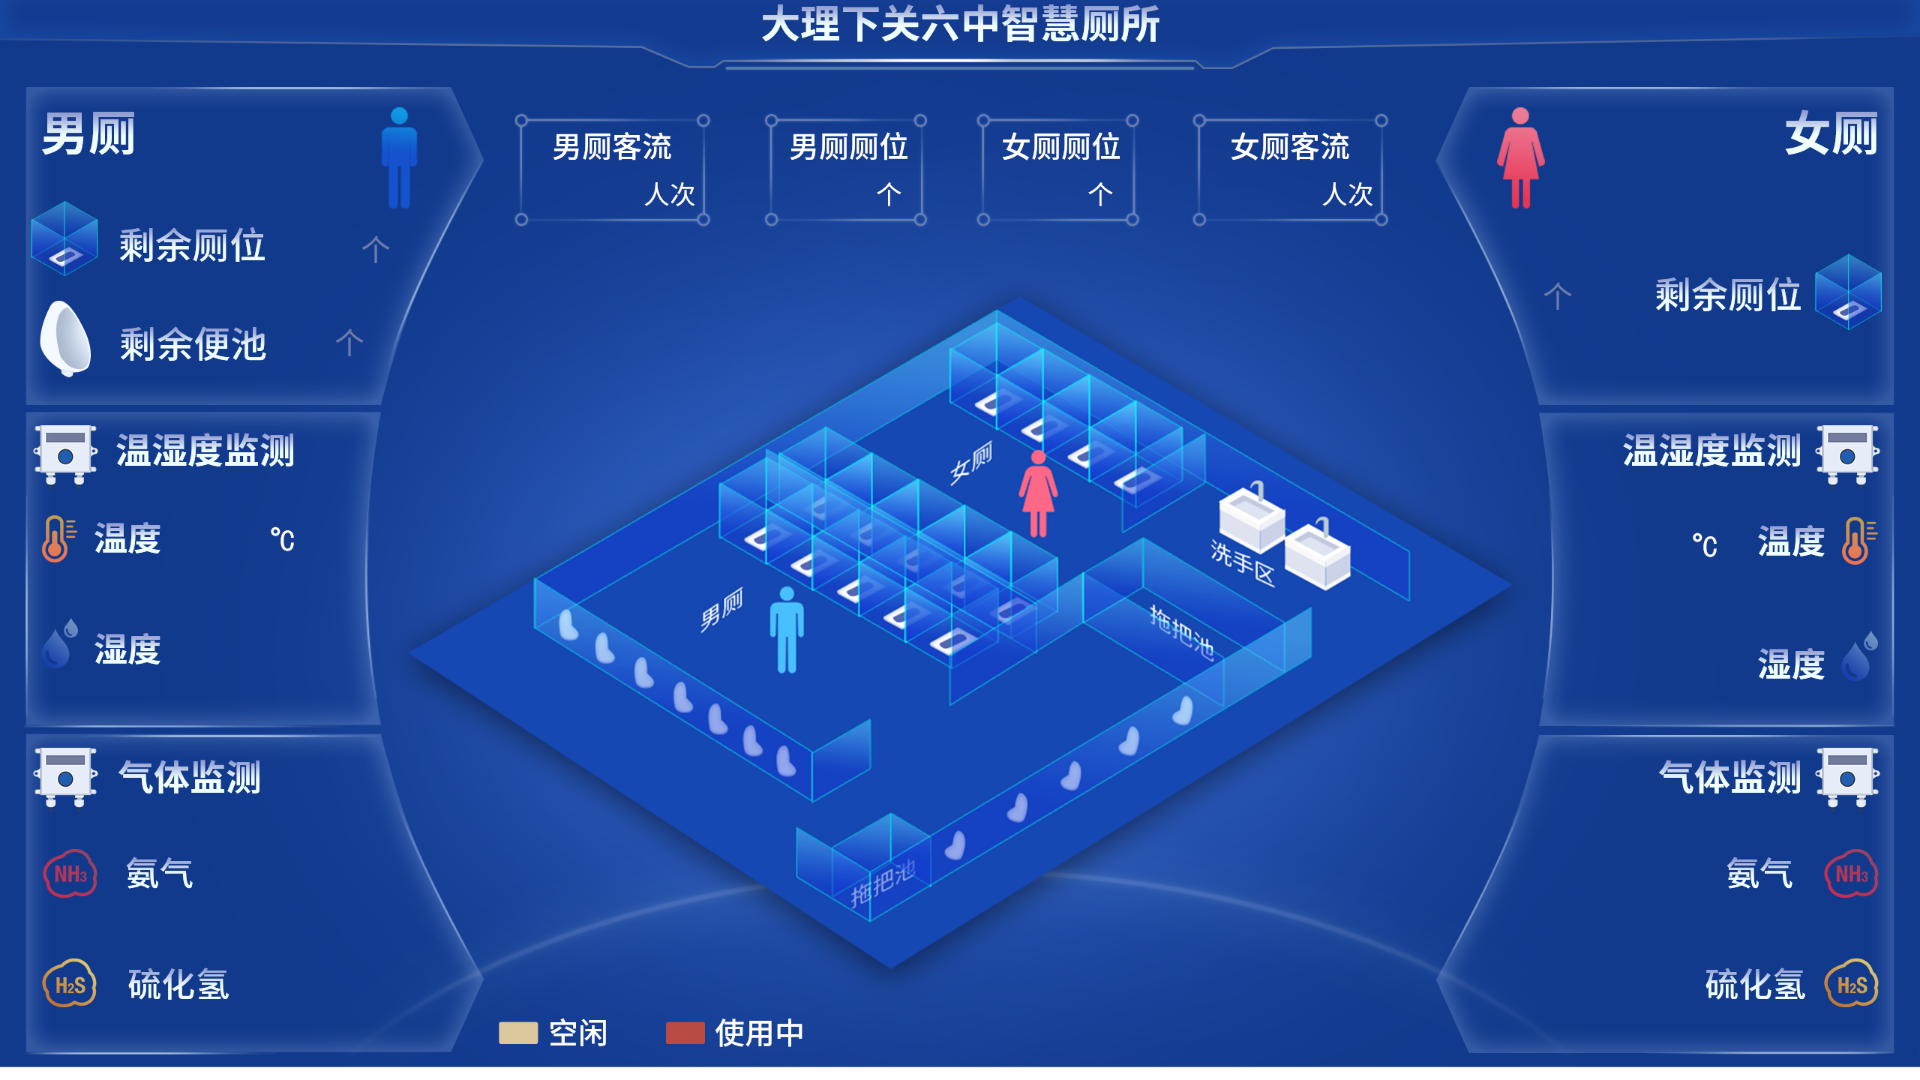 大理下关六中智慧厕所
男厕
剩余厕位 个
剩余便池 个
温湿度监测
温度 ℃
湿度
气体监测
NH3
氨气
H2S
硫化氢
男厕客流
人次
男厕厕位
个
女厕厕位
个
女厕客流
人次
女厕
男厕
洗手区
拖把池
拖把池
空闲
使用中
女厕
个 剩余厕位
温湿度监测
℃ 温度
湿度
气体监测
氨气
NH3
硫化氢
H2S